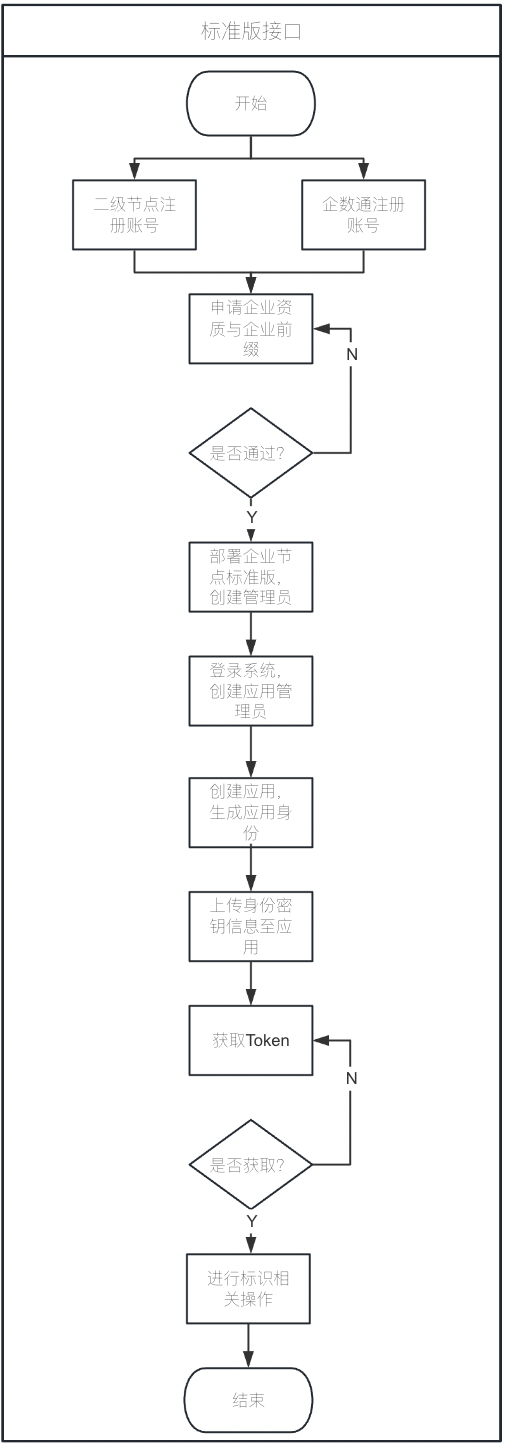 标准版接口
开始
二级节点注
册账号
企数通注册
账号
申请企业资
质与企业前
缀
N
是否通过？
Y
部署企业节
点标准版，
创建管理员
登录系统，
创建应用管
理员
创建应用，
生成应用身
份
上传身份密
钥信息至应
用
获取Token
N
是否获取？
Y
进行标识相
关操作
结束